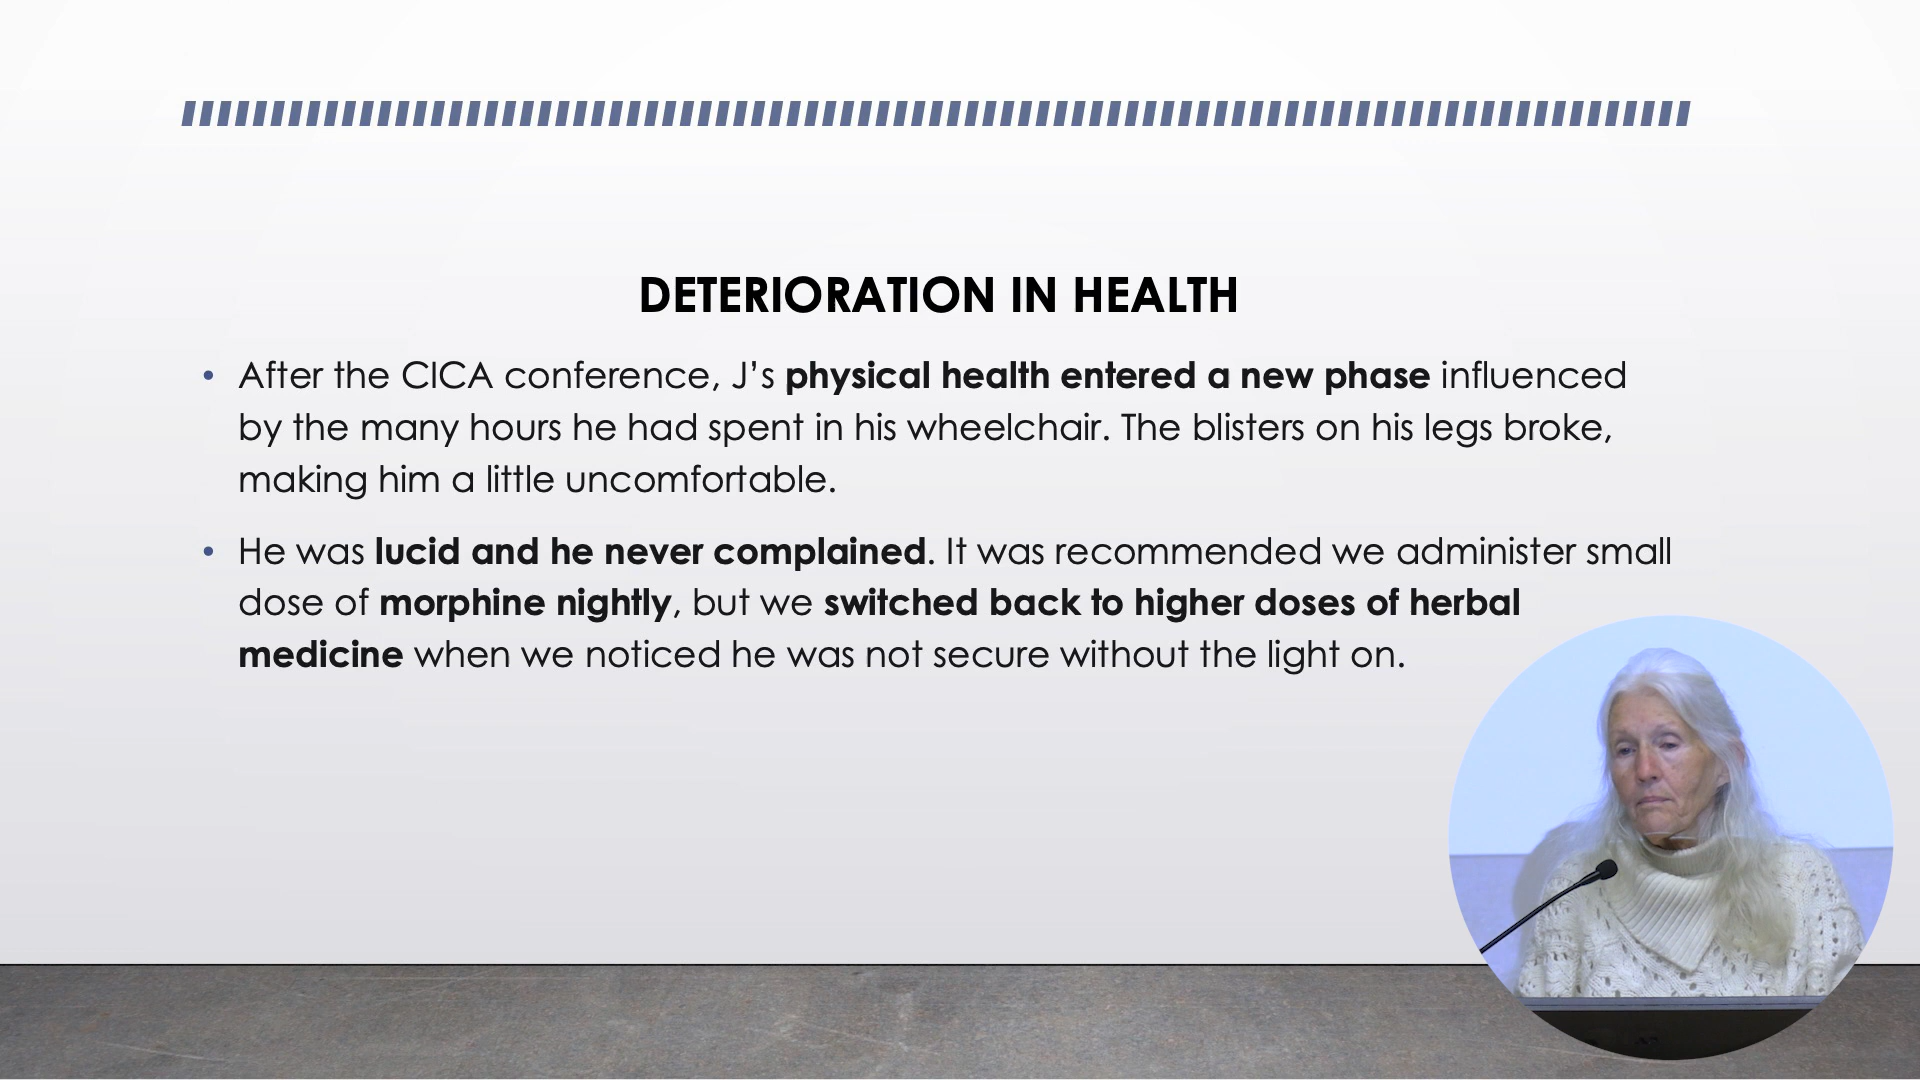 DETERIORATION IN HEALTH
• After the CICA conference, J’s physical health entered a new phase influenced
by the many hours he had spent in his wheelchair. The blisters on his legs broke,
making him a little uncomfortable.
• He was lucid and he never complained. It was recommended we administer small
dose of morphine nightly, but we switched back to higher doses of herbal
medicine when we noticed he was not secure without the light on.